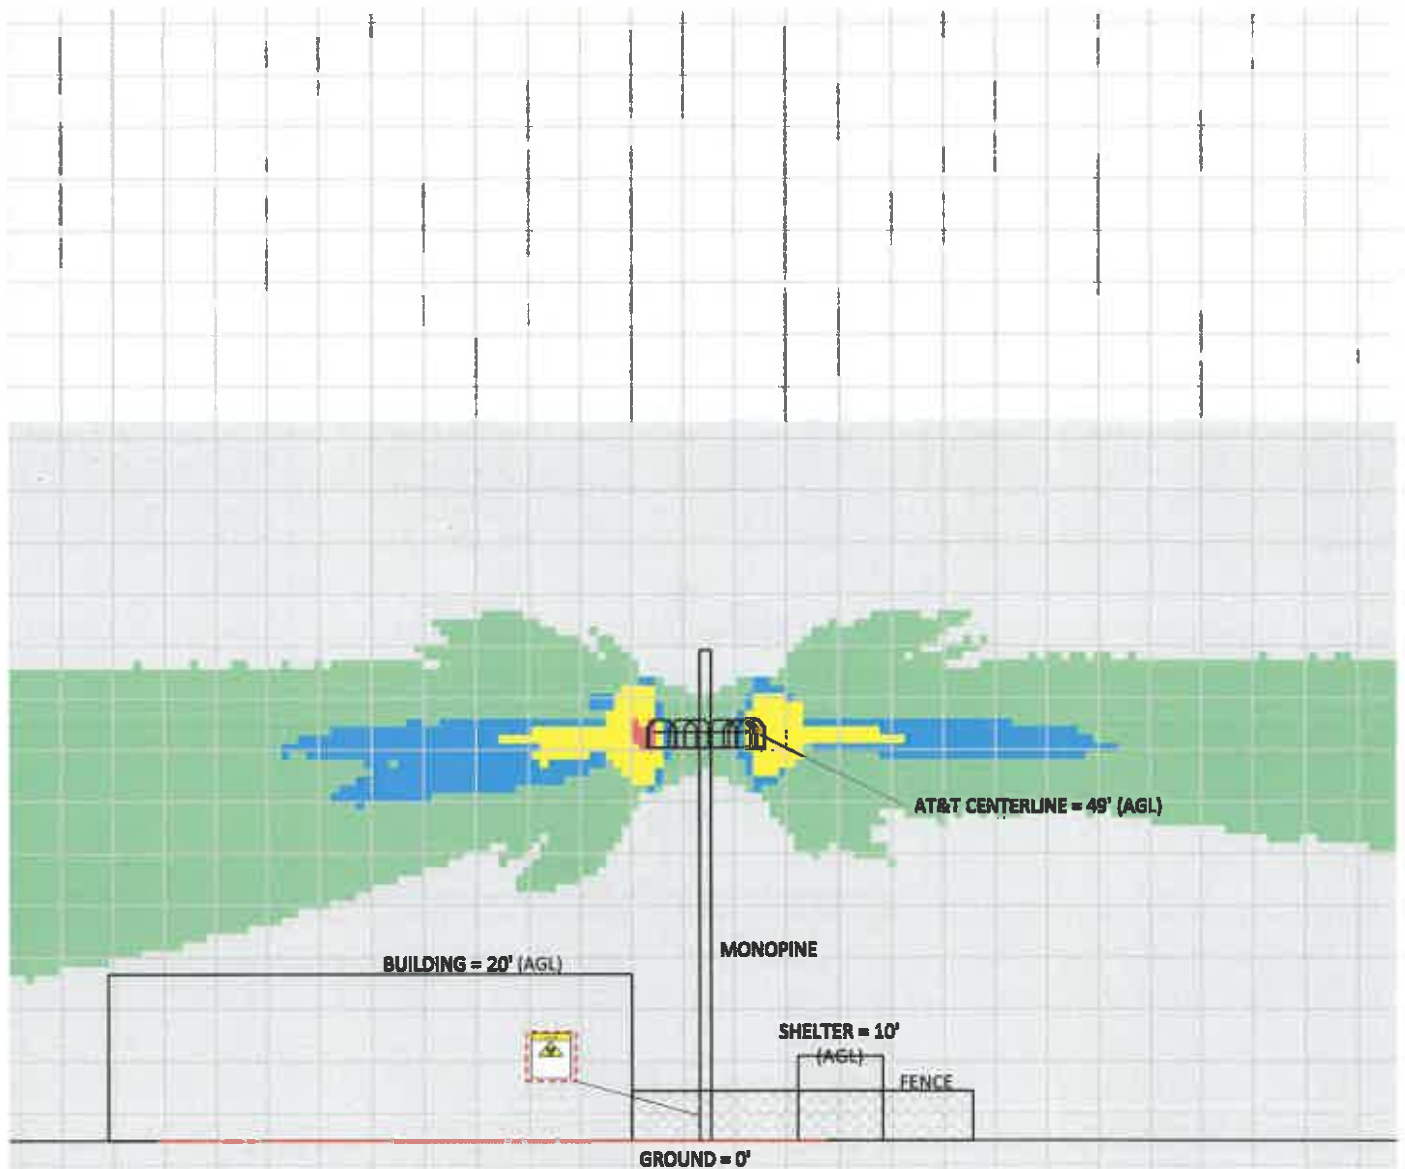 AT&T CENTERLINE = 49' (AGL)
MONOPINE
BUILDING = 20' (AGL)
SHELTER = 10'
(AGL)
FENCE
GROUND = 0'